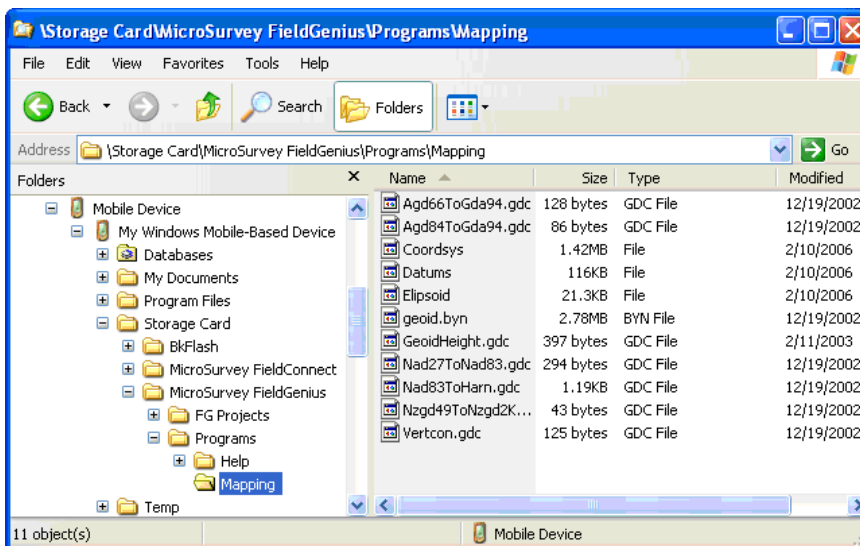 \Storage Card\MicroSurvey FieldGenius\Programs\Mapping
File Edit View Favorites Tools Help
Back Search Folders
Address \Storage Card\MicroSurvey FieldGenius\Programs\Mapping Go
Folders × Name Size Type Modified
Mobile Device
My Windows Mobile-Based Device
Databases
My Documents
Program Files
Storage Card
BkFlash
MicroSurvey FieldConnect
MicroSurvey FieldGenius
FG Projects
Programs
Help
Mapping
Temp
Agd66ToGda94.gdc 128 bytes GDC File 12/19/2002
Agd84ToGda94.gdc 86 bytes GDC File 12/19/2002
Coordsys 1.42MB File 2/10/2006
Datums 116KB File 2/10/2006
Elipsoid 21.3KB File 2/10/2006
geoid.byn 2.78MB BYN File 12/19/2002
GeoidHeight.gdc 397 bytes GDC File 2/11/2003
Nad27ToNad83.gdc 294 bytes GDC File 12/19/2002
Nad83ToHarn.gdc 1.19KB GDC File 12/19/2002
Nzgd49ToNzgd2K... 43 bytes GDC File 12/19/2002
Vertcon.gdc 125 bytes GDC File 12/19/2002
11 object(s) Mobile Device